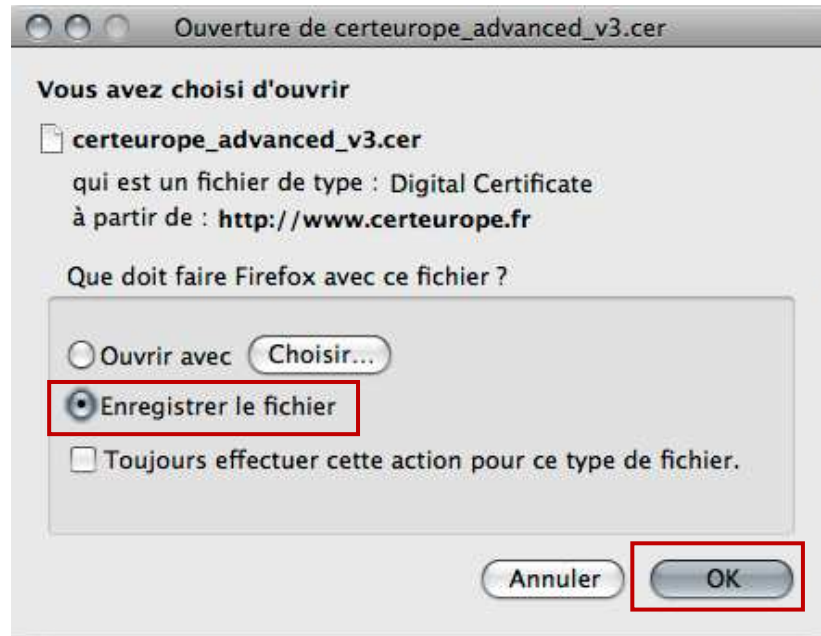 Ouverture de certeurope_advanced_v3.cer
Vous avez choisi d'ouvrir
certeurope_advanced_v3.cer
qui est un fichier de type : Digital Certificate
à partir de : http://www.certeurope.fr
Que doit faire Firefox avec ce fichier ?
Ouvrir avec Choisir...
Enregistrer le fichier
Toujours effectuer cette action pour ce type de fichier.
Annuler OK